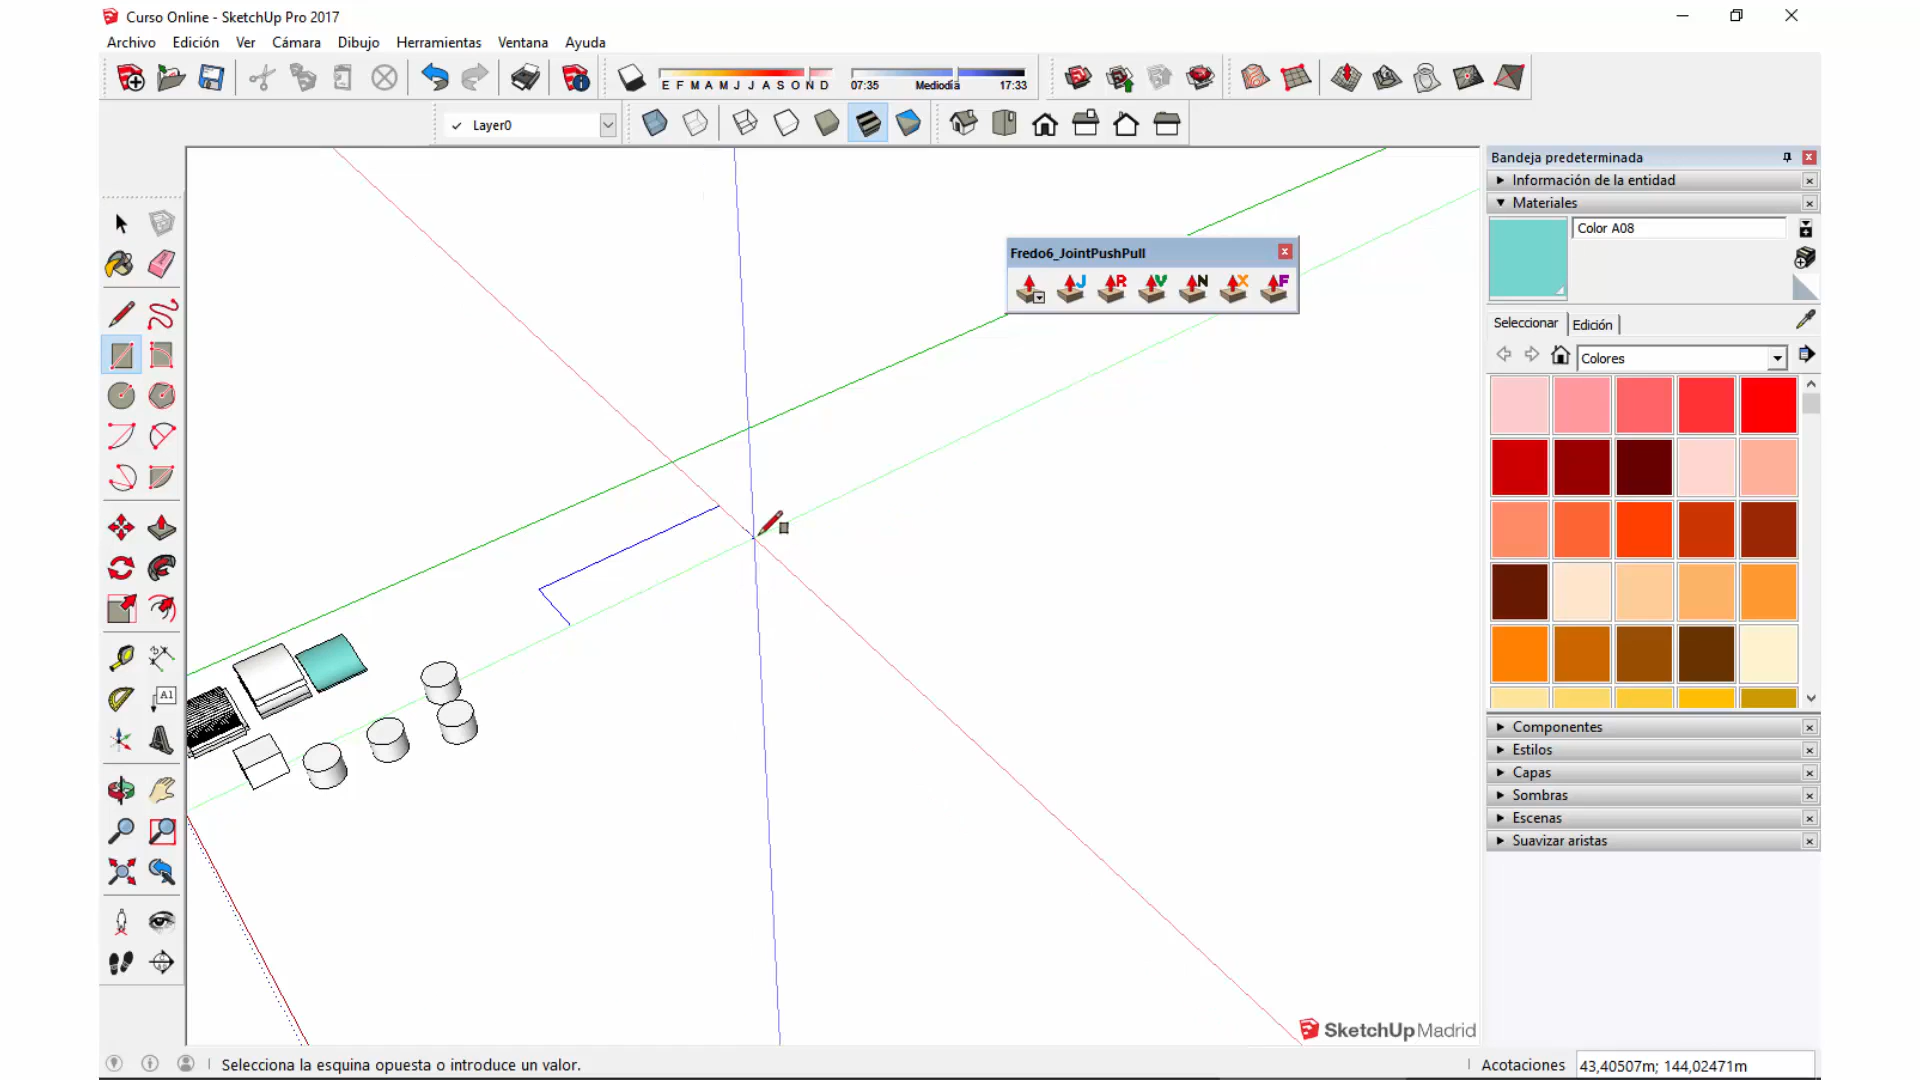 Curso Online - SketchUp Pro 2017
Archivo Edición Ver Cámara Dibujo Herramientas Ventana Ayuda
E F M A M J J A S O N D 07:35 Mediodía 17:33
Layer0
Bandeja predeterminada
Información de la entidad
Materiales
Color A08
Fredo6_JointPushPull
J R V N X F
Seleccionar Edición
Colores
A1
Componentes
Estilos
Capas
Sombras
Escenas
Suavizar aristas
SketchUp Madrid
Selecciona la esquina opuesta o introduce un valor.
Acotaciones 43,40507m; 144,02471m